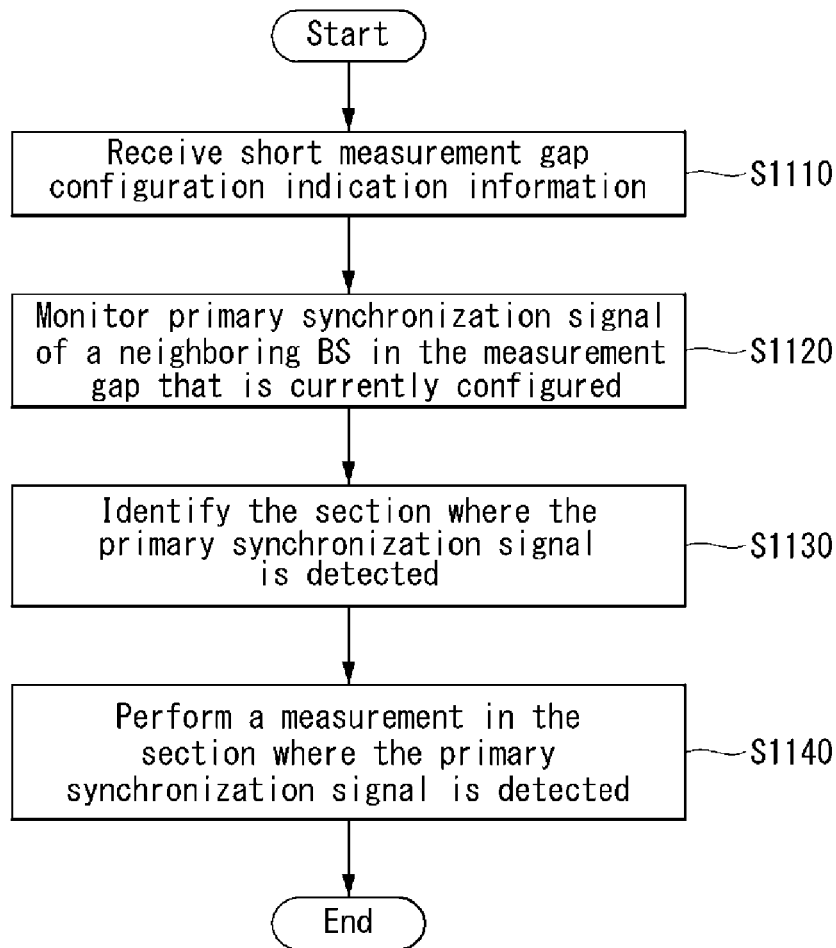 Start
Receive short measurement gap
configuration indication information
S1110
Monitor primary synchronization signal
of a neighboring BS in the measurement
gap that is currently configured
S1120
Identify the section where the
primary synchronization signal
is detected
S1130
Perform a measurement in the
section where the primary
synchronization signal is detected
S1140
End